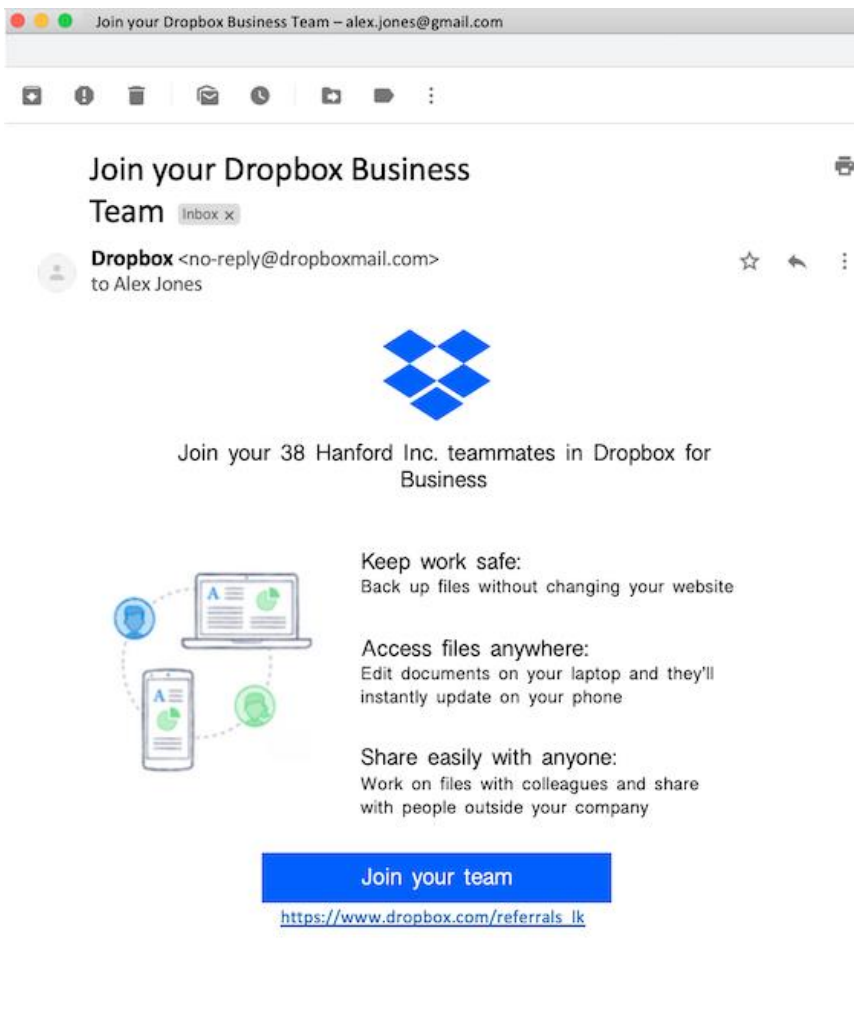 Join your Dropbox Business Team – alex.jones@gmail.com
Join your Dropbox Business
Team Inbox x
Dropbox <no-reply@dropboxmail.com>
to Alex Jones
Join your 38 Hanford Inc. teammates in Dropbox for
Business
Keep work safe:
Back up files without changing your website
Access files anywhere:
Edit documents on your laptop and they'll
instantly update on your phone
Share easily with anyone:
Work on files with colleagues and share
with people outside your company
A
A
Join your team
https://www.dropbox.com/referrals_lk